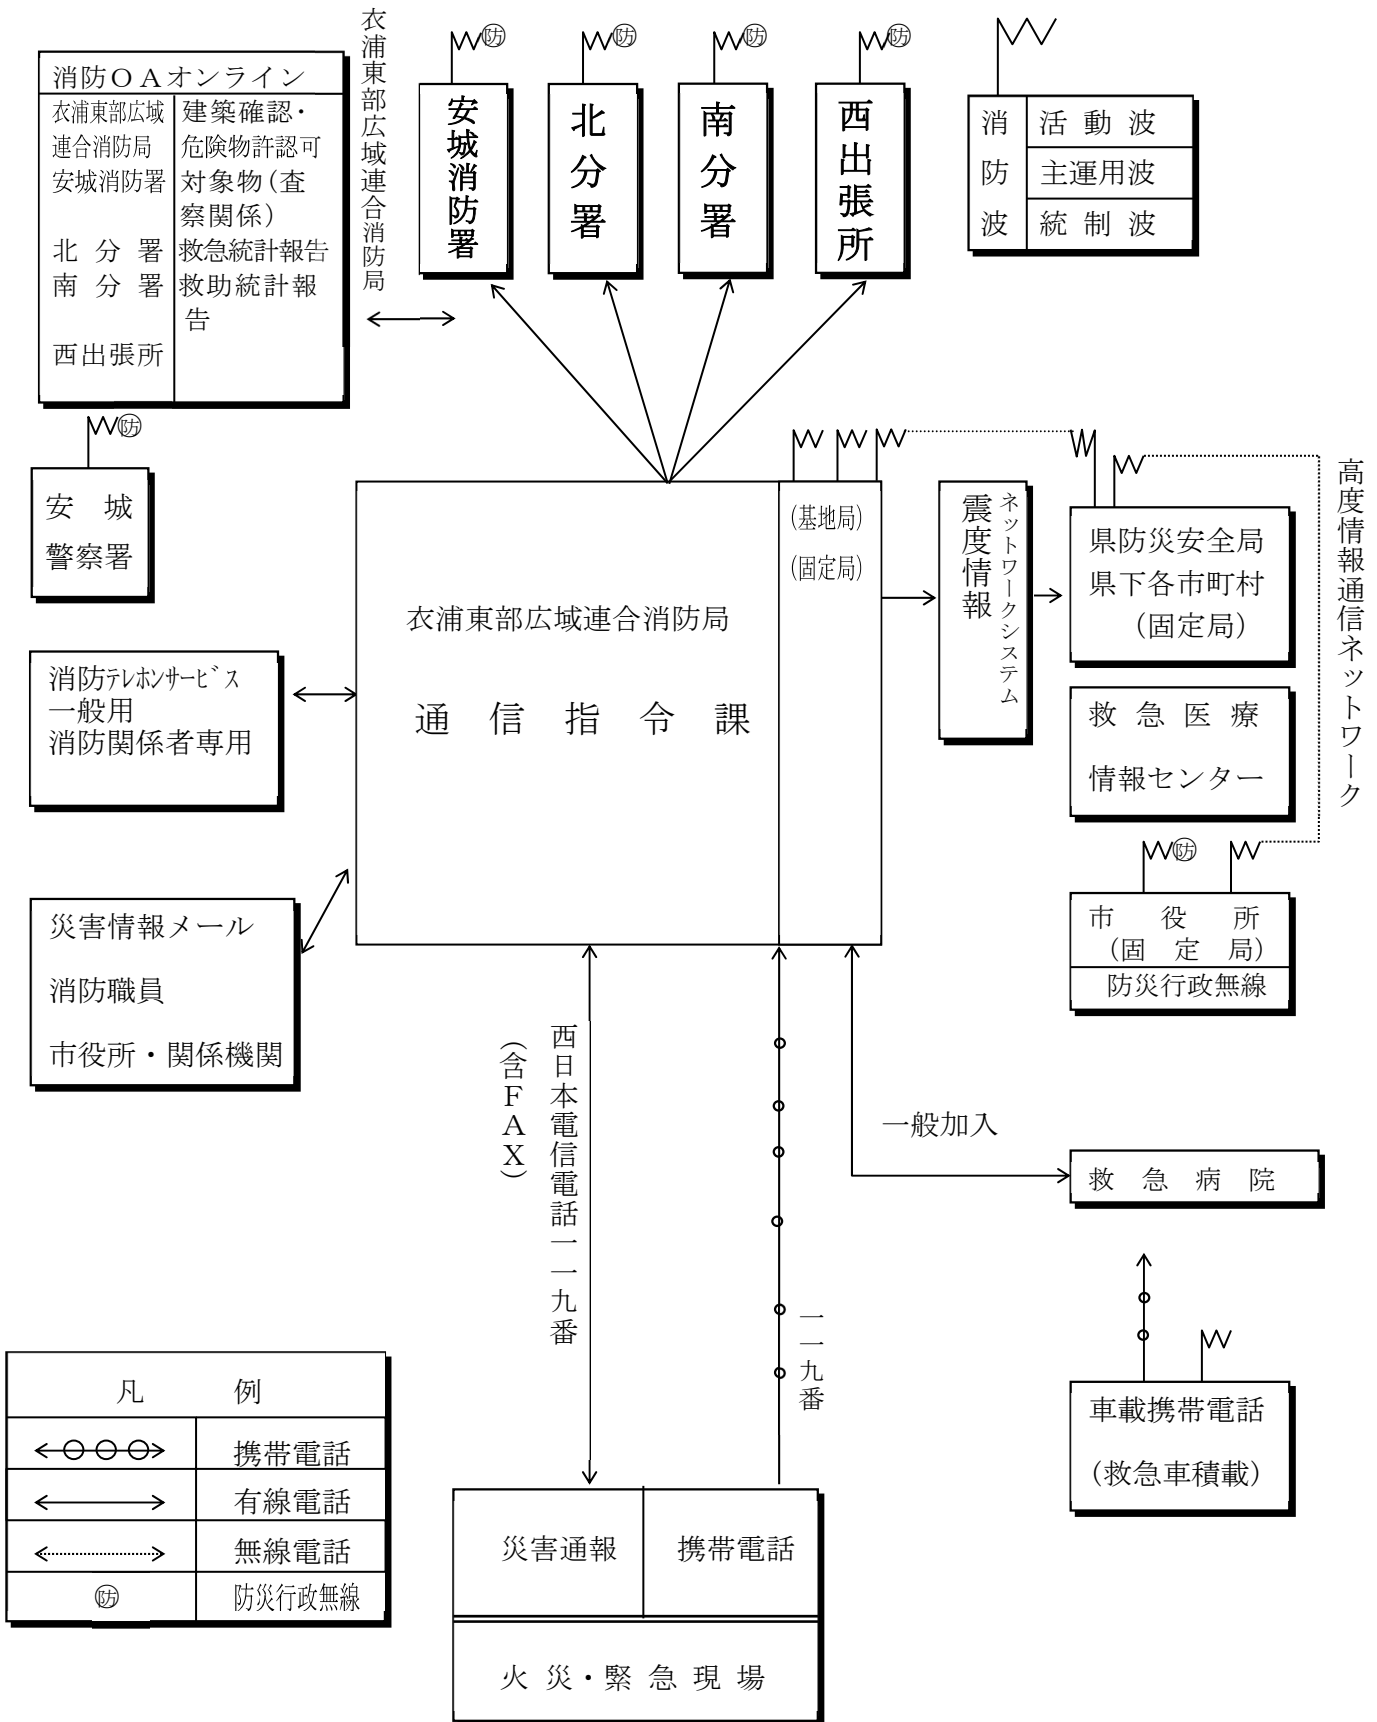 衣浦東部広域連合消防局
消防ＯＡオンライン
衣浦東部広域
連合消防局
安城消防署
北分署
南分署
西出張所
建築確認・
危険物許認可
対象物(査
察関係)
救急統計報告
救助統計報
告
防
安城消防署
防
北分署
防
南分署
防
西出張所
消防波
活動波
主運用波
統制波
防
安城
警察署
(基地局)
(固定局)
衣浦東部広域連合消防局
通信指令課
震度情報
ネットワークシステム
県防災安全局
県下各市町村
(固定局)
高度情報通信ネットワーク
救急医療
情報センター
消防ﾃﾚﾎﾝｻｰﾋﾞｽ
一般用
消防関係者専用
防
市役所
(固定局)
防災行政無線
災害情報メール
消防職員
市役所・関係機関
西日本電信電話一一九番
(含ＦＡＸ)
一般加入
救急病院
一一九番
車載携帯電話
(救急車積載)
凡例
携帯電話
有線電話
無線電話
防
防災行政無線
災害通報
携帯電話
火災・緊急現場